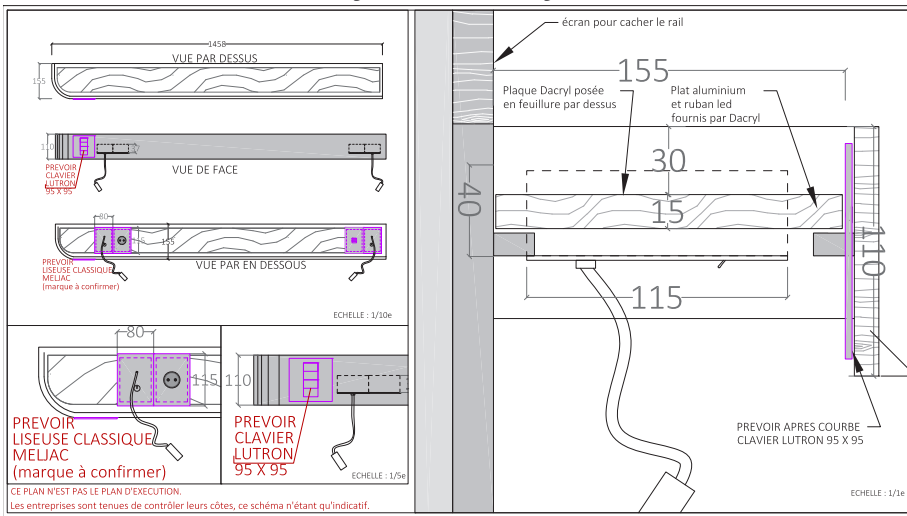 1458
VUE PAR DESSUS
155
110
VUE DE FACE
PREVOIR
CLAVIER
LUTRON
95 X 95
80
115
155
VUE PAR EN DESSOUS
PREVOIR
LISEUSE CLASSIQUE
MELJAC
(marque à confirmer)
ECHELLE : 1/10e
80
115
PREVOIR
LISEUSE CLASSIQUE
MELJAC
(marque à confirmer)
110
PREVOIR
CLAVIER
LUTRON
95 X 95
ECHELLE : 1/5e
CE PLAN N'EST PAS LE PLAN D'EXECUTION.
Les entreprises sont tenues de contrôler leurs côtes, ce schéma n'étant qu'indicatif.
écran pour cacher le rail
155
Plaque Dacryl posée
en feuillure par dessus
Plat aluminium
et ruban led
fournis par Dacryl
30
40
15
110
115
PREVOIR APRES COURBE
CLAVIER LUTRON 95 X 95
ECHELLE : 1/1e